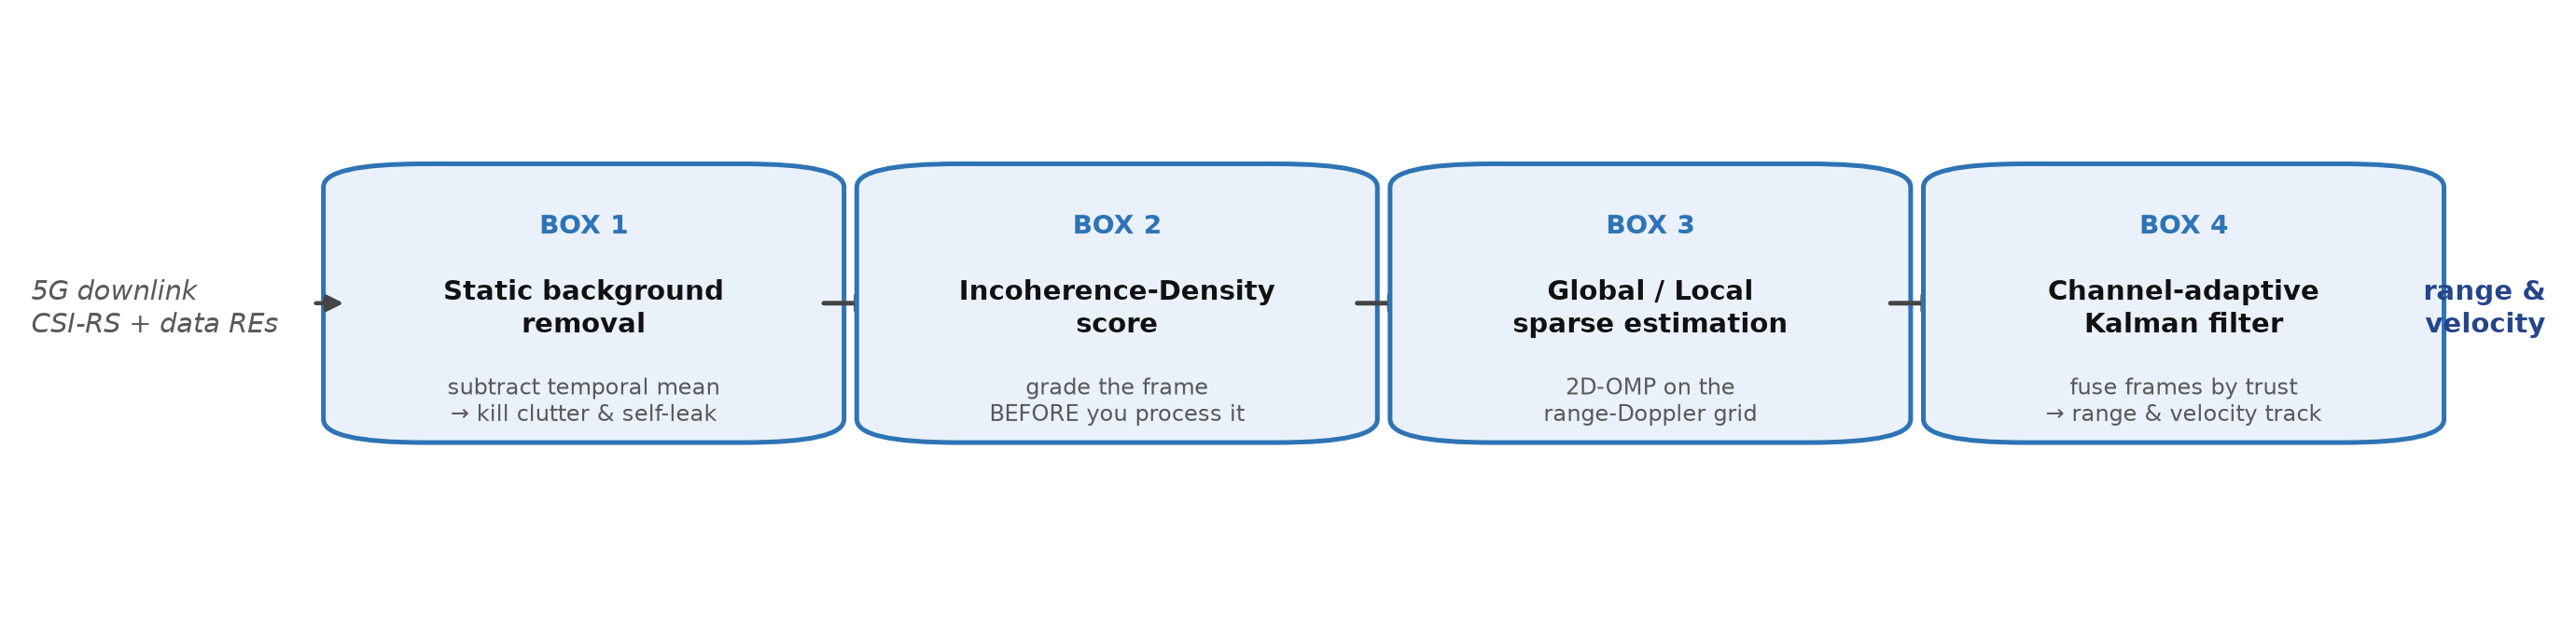 5G downlink
CSI-RS + data REs
BOX 1
Static background
removal
subtract temporal mean
→ kill clutter & self-leak
BOX 2
Incoherence-Density
score
grade the frame
BEFORE you process it
BOX 3
Global / Local
sparse estimation
2D-OMP on the
range-Doppler grid
BOX 4
Channel-adaptive
Kalman filter
fuse frames by trust
→ range & velocity track
range &
velocity